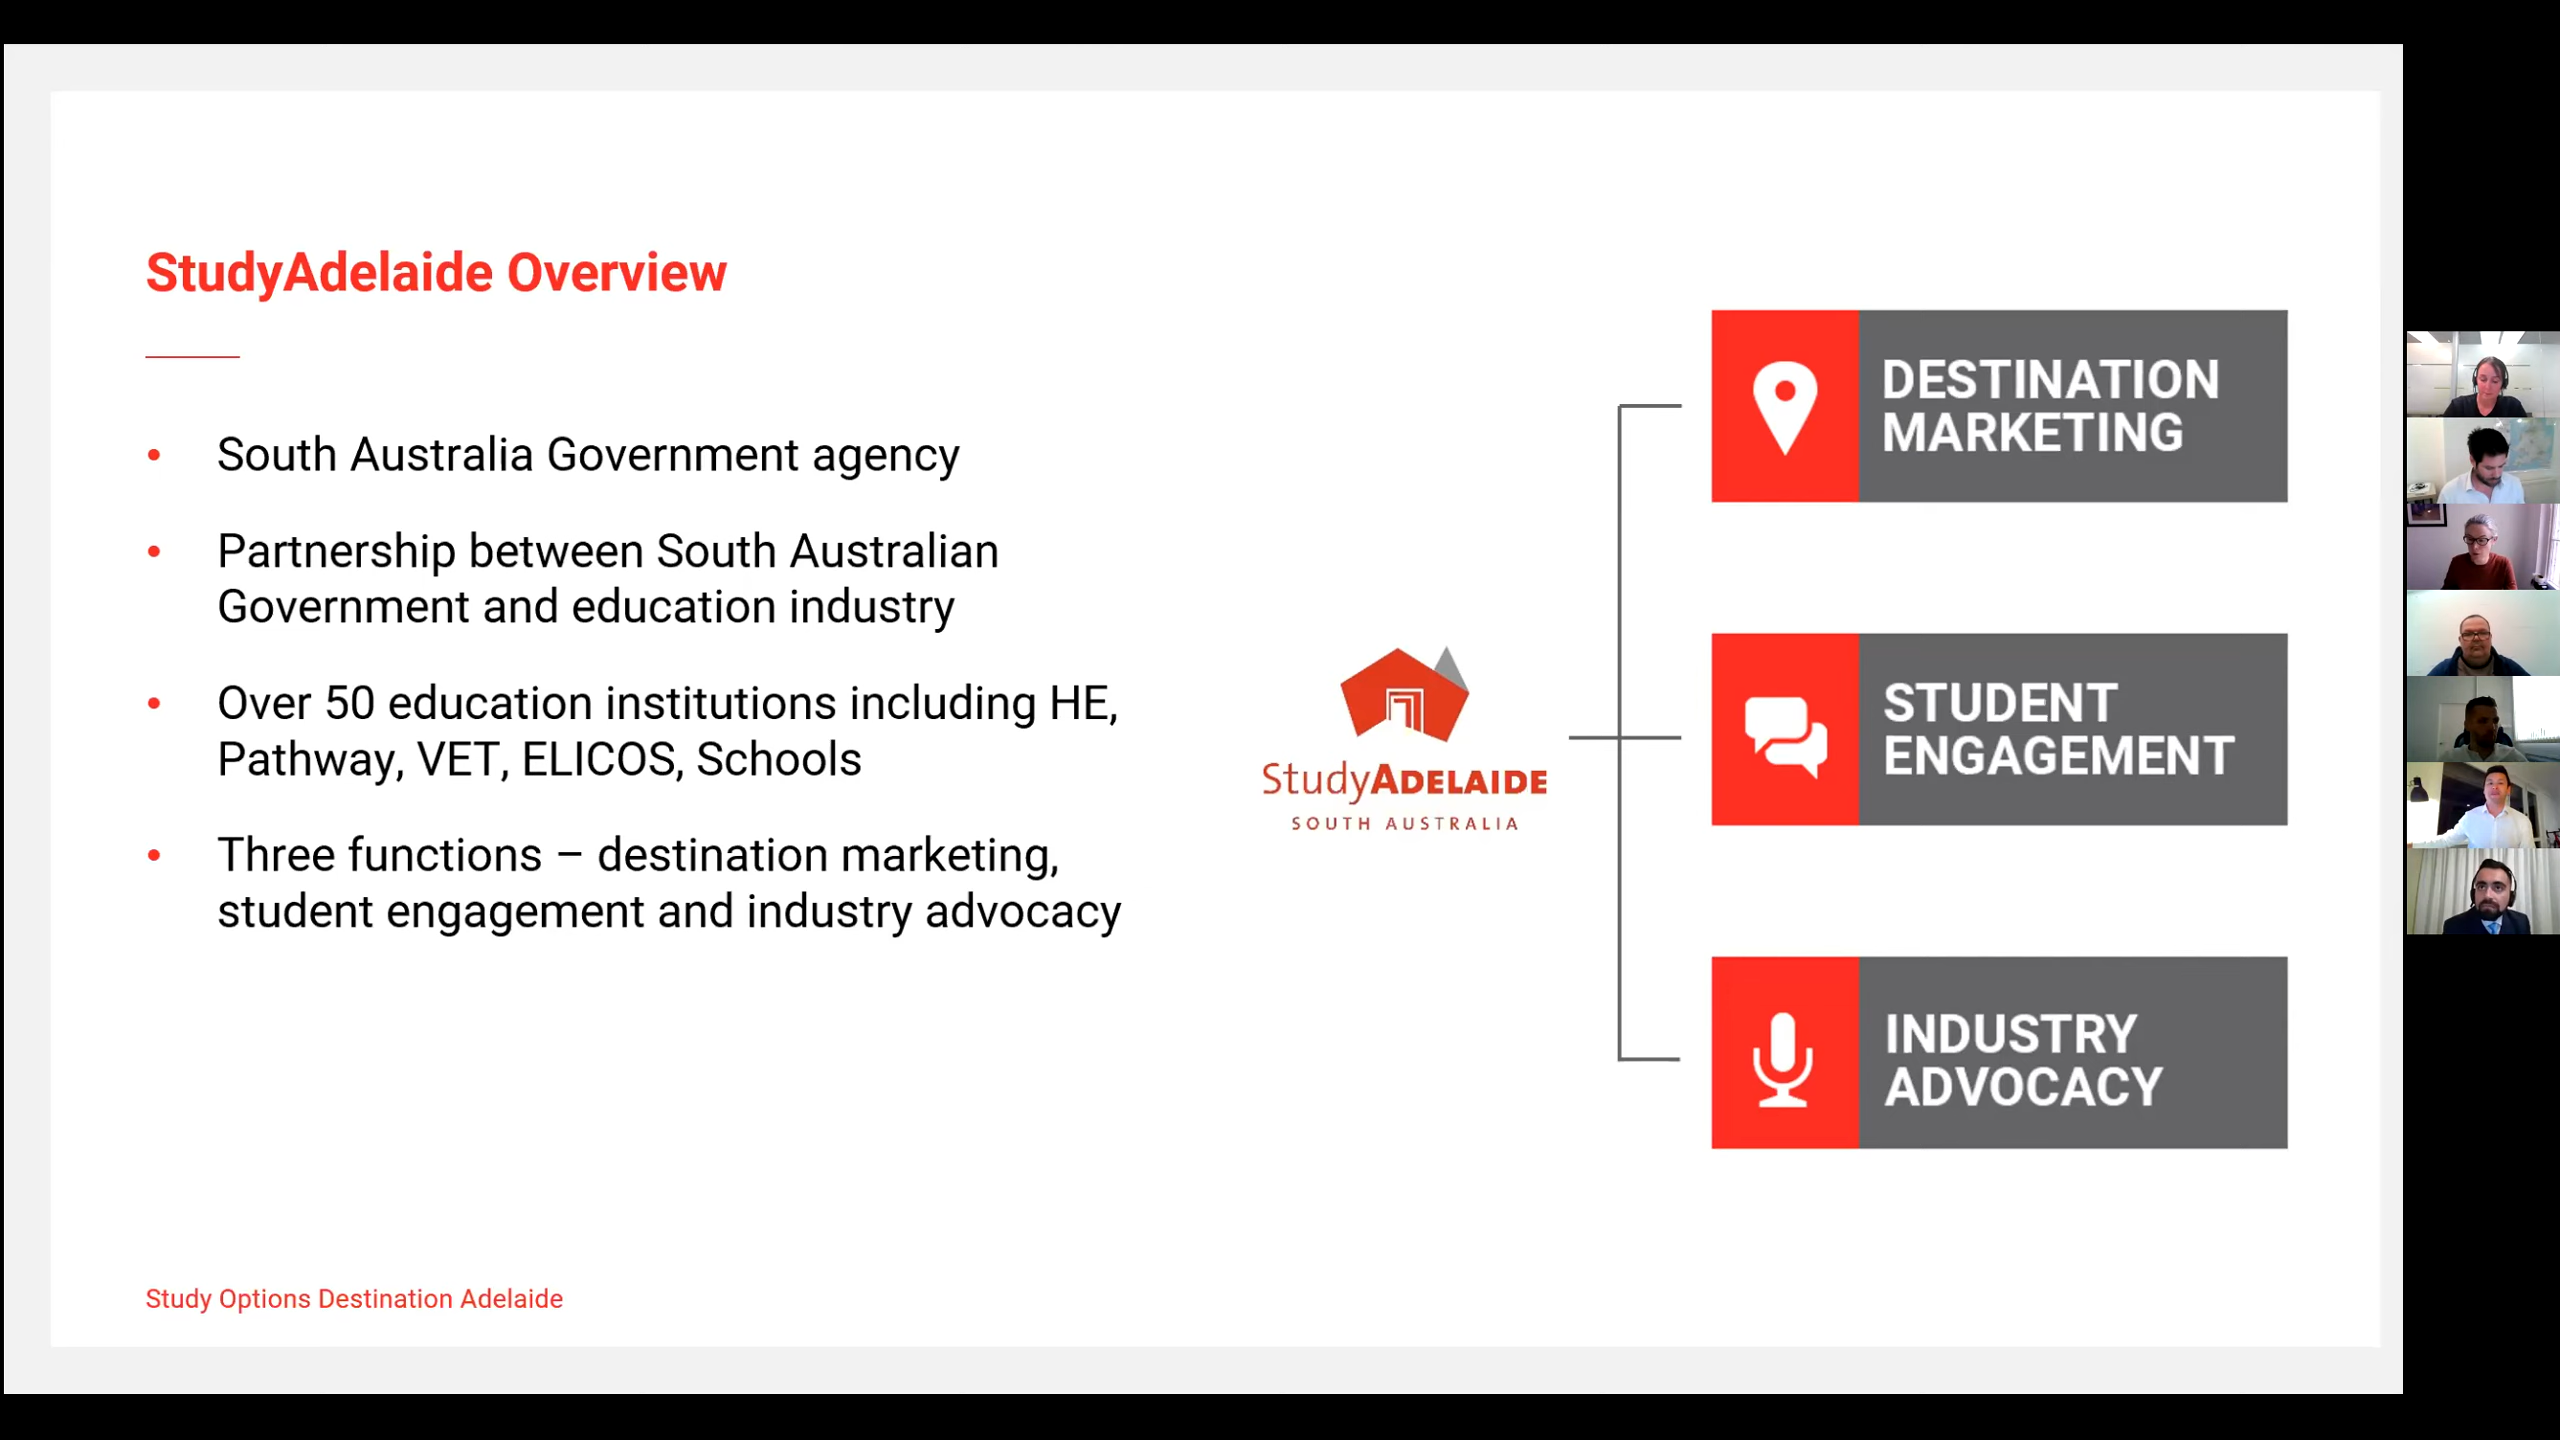 StudyAdelaide Overview
• South Australia Government agency
• Partnership between South Australian
Government and education industry
• Over 50 education institutions including HE,
Pathway, VET, ELICOS, Schools
• Three functions – destination marketing,
student engagement and industry advocacy
StudyADELAIDE
SOUTH AUSTRALIA
DESTINATION
MARKETING
STUDENT
ENGAGEMENT
INDUSTRY
ADVOCACY
Study Options Destination Adelaide